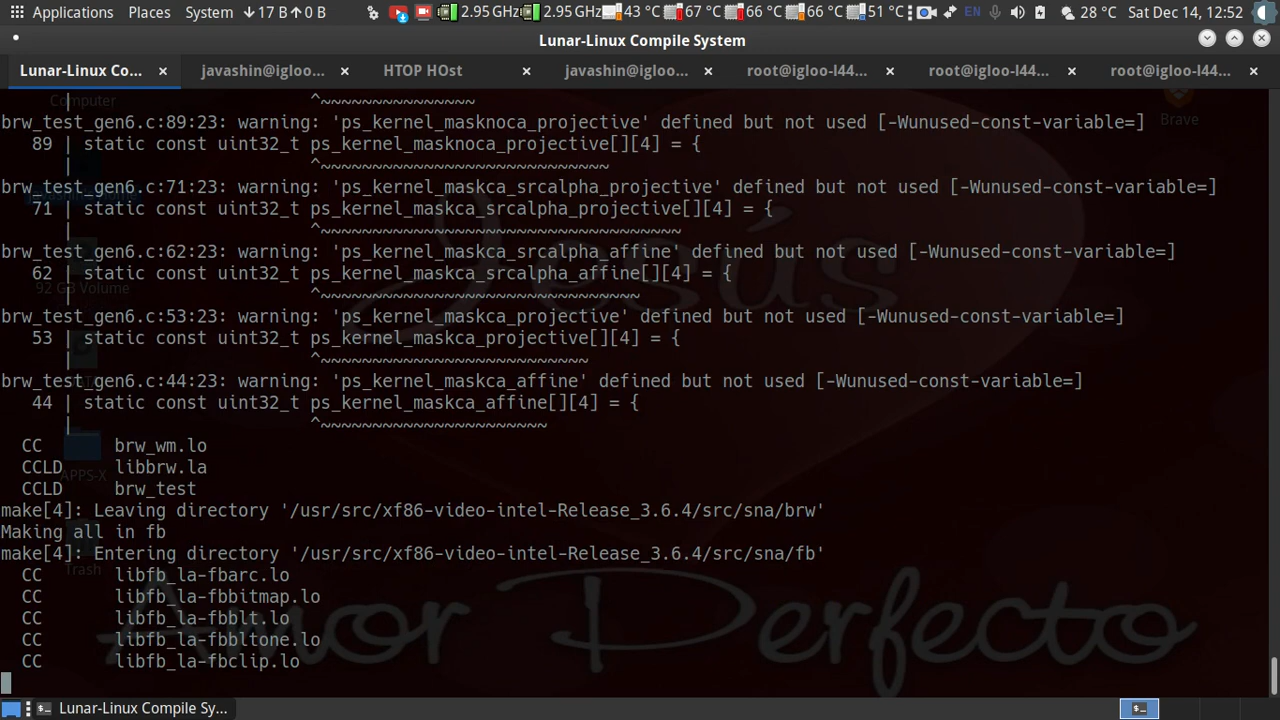 Applications Places System 17 B 0 B 2.95 GHz 2.95 GHz 43 °C 67 °C 66 °C 66 °C 51 °C EN 28 °C Sat Dec 14, 12:52
Lunar-Linux Compile System
Lunar-Linux Co... javashin@igloo-... HTOP HOst javashin@igloo-... root@igloo-l44... root@igloo-l44... root@igloo-l44...
Computer
^~~~~~~~~~~~~~~~
Brave
brw_test_gen6.c:89:23: warning: 'ps_kernel_masknoca_projective' defined but not used [-Wunused-const-variable=]
89 | static const uint32_t ps_kernel_masknoca_projective[][4] = {
| ^~~~~~~~~~~~~~~~~~~~~~~~~~~~~
brw_test_gen6.c:71:23: warning: 'ps_kernel_maskca_srcalpha_projective' defined but not used [-Wunused-const-variable=]
71 | static const uint32_t ps_kernel_maskca_srcalpha_projective[][4] = {
| ^~~~~~~~~~~~~~~~~~~~~~~~~~~~~~~~~~~~
brw_test_gen6.c:62:23: warning: 'ps_kernel_maskca_srcalpha_affine' defined but not used [-Wunused-const-variable=]
62 | static const uint32_t ps_kernel_maskca_srcalpha_affine[][4] = {
92 GB Volume
| ^~~~~~~~~~~~~~~~~~~~~~~~~~~~~~~~
brw_test_gen6.c:53:23: warning: 'ps_kernel_maskca_projective' defined but not used [-Wunused-const-variable=]
53 | static const uint32_t ps_kernel_maskca_projective[][4] = {
| ^~~~~~~~~~~~~~~~~~~~~~~~~~~
brw_test_gen6.c:44:23: warning: 'ps_kernel_maskca_affine' defined but not used [-Wunused-const-variable=]
44 | static const uint32_t ps_kernel_maskca_affine[][4] = {
| ^~~~~~~~~~~~~~~~~~~~~~~
CC brw_wm.lo
CCLD libbrw.la
APPS-X
CCLD brw_test
make[4]: Leaving directory '/usr/src/xf86-video-intel-Release_3.6.4/src/sna/brw'
Making all in fb
make[4]: Entering directory '/usr/src/xf86-video-intel-Release_3.6.4/src/sna/fb'
Trash
CC libfb_la-fbarc.lo
CC libfb_la-fbbitmap.lo
CC libfb_la-fbblt.lo
CC libfb_la-fbbltone.lo
CC libfb_la-fbclip.lo
Jesús
Amor Perfecto
Lunar-Linux Compile Sy...